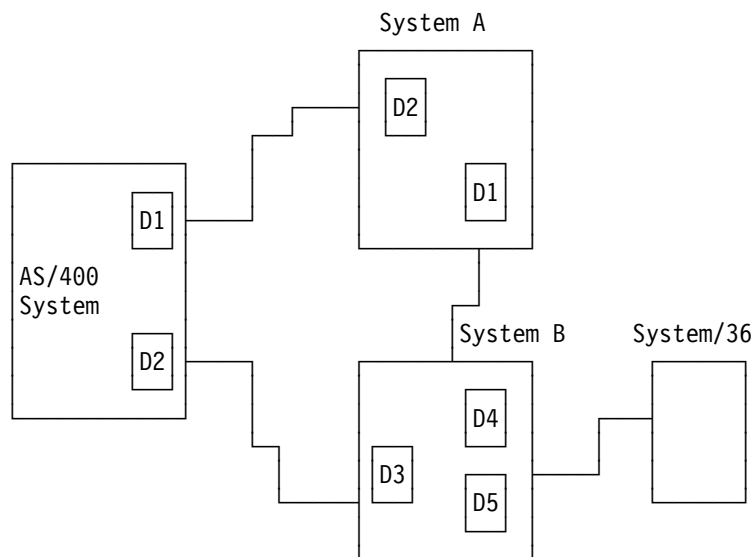 System A
D2
D1
D1
AS/400
System
D2
System B
System/36
D4
D3
D5